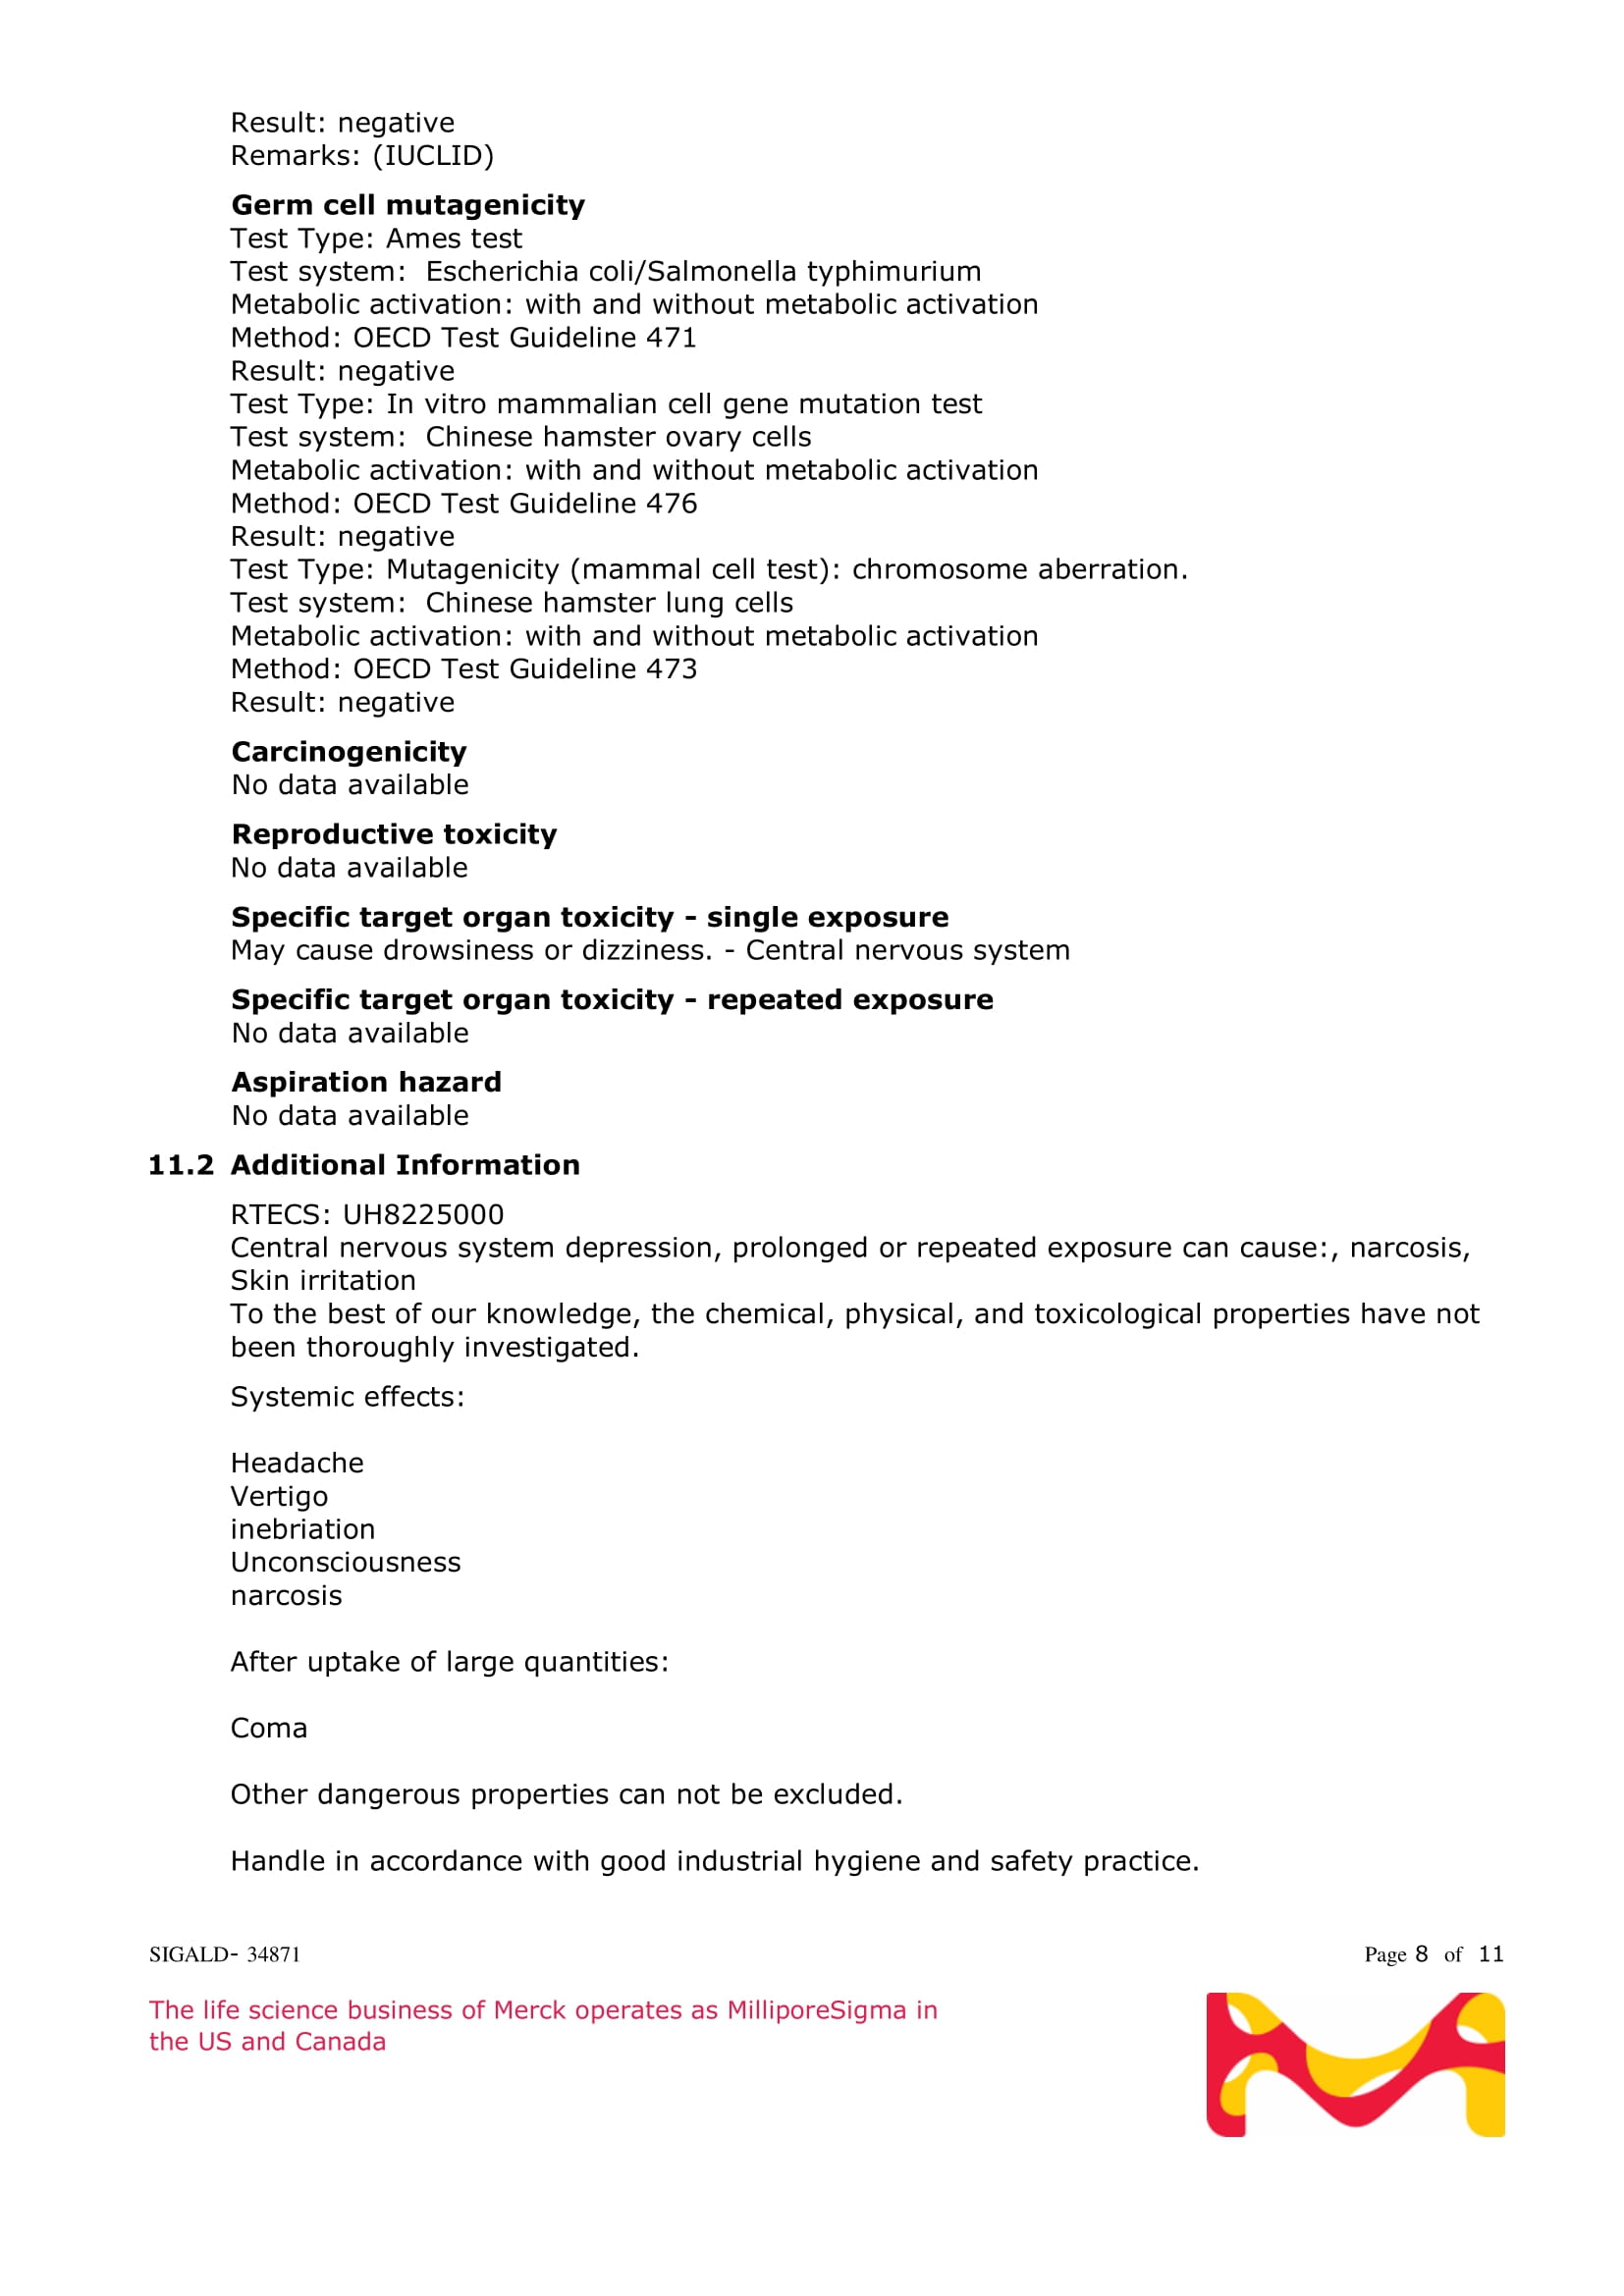 Result: negative
Remarks: (IUCLID)
Germ cell mutagenicity
Test Type: Ames test
Test system:  Escherichia coli/Salmonella typhimurium
Metabolic activation: with and without metabolic activation
Method: OECD Test Guideline 471
Result: negative
Test Type: In vitro mammalian cell gene mutation test
Test system:  Chinese hamster ovary cells
Metabolic activation: with and without metabolic activation
Method: OECD Test Guideline 476
Result: negative
Test Type: Mutagenicity (mammal cell test): chromosome aberration.
Test system:  Chinese hamster lung cells
Metabolic activation: with and without metabolic activation
Method: OECD Test Guideline 473
Result: negative
Carcinogenicity
No data available
Reproductive toxicity
No data available
Specific target organ toxicity - single exposure
May cause drowsiness or dizziness. - Central nervous system
Specific target organ toxicity - repeated exposure
No data available
Aspiration hazard
No data available
11.2 Additional Information
RTECS: UH8225000
Central nervous system depression, prolonged or repeated exposure can cause:, narcosis,
Skin irritation
To the best of our knowledge, the chemical, physical, and toxicological properties have not
been thoroughly investigated.
Systemic effects:
Headache
Vertigo
inebriation
Unconsciousness
narcosis
After uptake of large quantities:
Coma
Other dangerous properties can not be excluded.
Handle in accordance with good industrial hygiene and safety practice.
SIGALD- 34871 Page 8 of 11
The life science business of Merck operates as MilliporeSigma in
the US and Canada